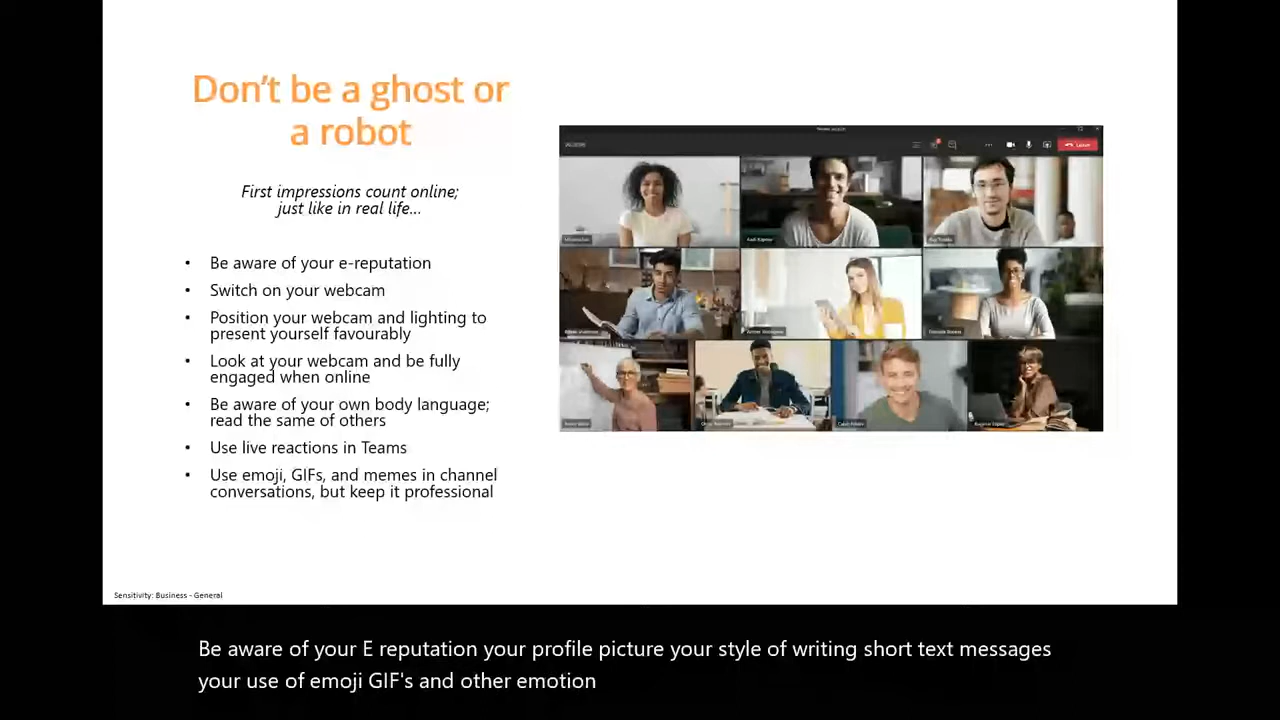 Don't be a ghost or
a robot
First impressions count online;
just like in real life...
• Be aware of your e-reputation
• Switch on your webcam
• Position your webcam and lighting to
present yourself favourably
• Look at your webcam and be fully
engaged when online
• Be aware of your own body language;
read the same of others
• Use live reactions in Teams
• Use emoji, GIFs, and memes in channel
conversations, but keep it professional
Leave
Sensitivity: Business - General
Be aware of your E reputation your profile picture your style of writing short text messages
your use of emoji GIF's and other emotion